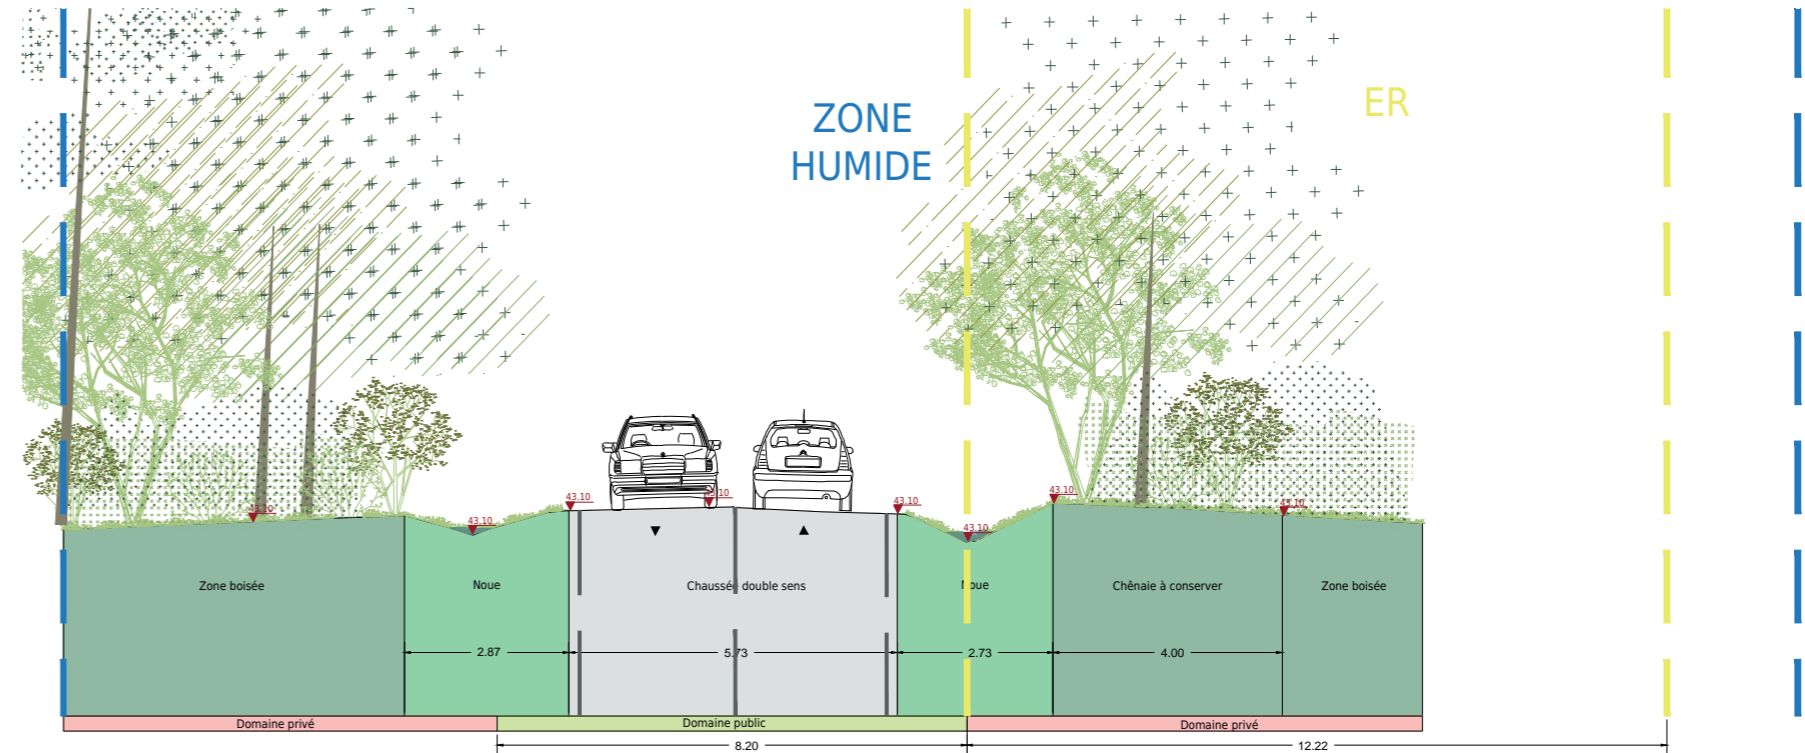 ER
ZONE
HUMIDE
43.10
43.10
43.10
43.10
43.10
43.10
43.10
43.10
Zone boisée
Noue
Chaussée double sens
Noue
Chênaie à conserver
Zone boisée
2.87
5.73
2.73
4.00
Domaine privé
Domaine public
Domaine privé
8.20
12.22